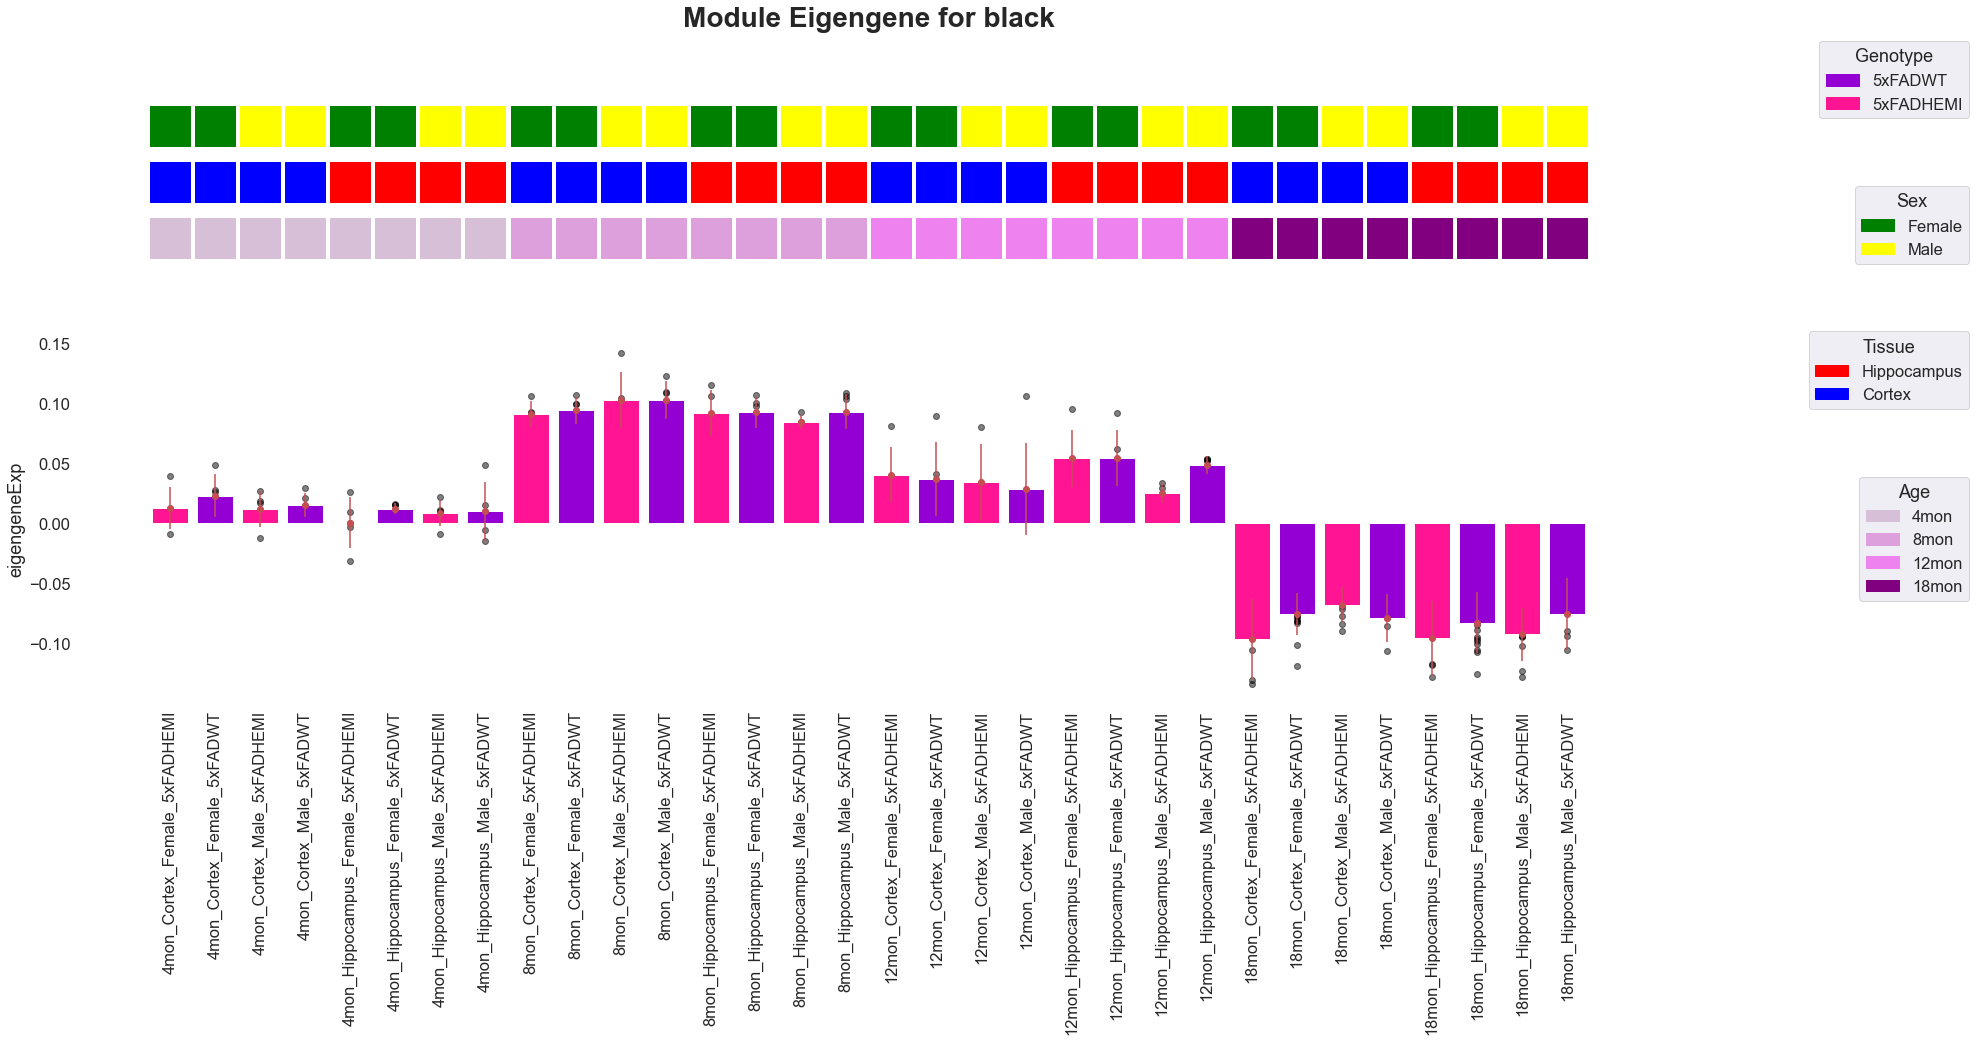 Module Eigengene for black
Genotype
5xFADWT
5xFADHEMI
Sex
Female
Male
Tissue
Hippocampus
Cortex
Age
4mon
8mon
12mon
18mon
eigengeneExp
0.15
0.10
0.05
0.00
−0.05
−0.10
4mon_Cortex_Female_5xFADHEMI
4mon_Cortex_Female_5xFADWT
4mon_Cortex_Male_5xFADHEMI
4mon_Cortex_Male_5xFADWT
4mon_Hippocampus_Female_5xFADHEMI
4mon_Hippocampus_Female_5xFADWT
4mon_Hippocampus_Male_5xFADHEMI
4mon_Hippocampus_Male_5xFADWT
8mon_Cortex_Female_5xFADHEMI
8mon_Cortex_Female_5xFADWT
8mon_Cortex_Male_5xFADHEMI
8mon_Cortex_Male_5xFADWT
8mon_Hippocampus_Female_5xFADHEMI
8mon_Hippocampus_Female_5xFADWT
8mon_Hippocampus_Male_5xFADHEMI
8mon_Hippocampus_Male_5xFADWT
12mon_Cortex_Female_5xFADHEMI
12mon_Cortex_Female_5xFADWT
12mon_Cortex_Male_5xFADHEMI
12mon_Cortex_Male_5xFADWT
12mon_Hippocampus_Female_5xFADHEMI
12mon_Hippocampus_Female_5xFADWT
12mon_Hippocampus_Male_5xFADHEMI
12mon_Hippocampus_Male_5xFADWT
18mon_Cortex_Female_5xFADHEMI
18mon_Cortex_Female_5xFADWT
18mon_Cortex_Male_5xFADHEMI
18mon_Cortex_Male_5xFADWT
18mon_Hippocampus_Female_5xFADHEMI
18mon_Hippocampus_Female_5xFADWT
18mon_Hippocampus_Male_5xFADHEMI
18mon_Hippocampus_Male_5xFADWT